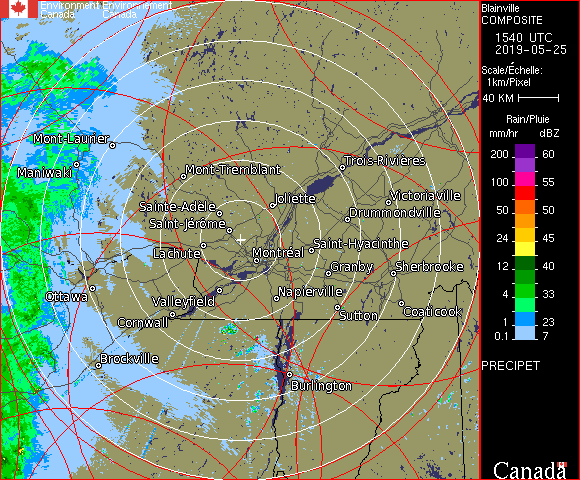 Environment Environnement
Canada Canada
Blainville
COMPOSITE
1540 UTC
2019-05-25
Scale/Échelle:
1km/Pixel
40 KM
Rain/Pluie
mm/hr dBZ
200 60
100 55
50 50
24 45
12 40
4 33
1 23
0.1 7
PRECIPET
Canada
Mont-Laurier
Maniwaki
Mont-Tremblant
Trois-Rivières
Sainte-Adèle
Joliette
Victoriaville
Saint-Jérôme
Drummondville
Lachute
Montréal
Saint-Hyacinthe
Granby
Sherbrooke
Ottawa
Valleyfield
Napierville
Cornwall
Sutton
Coaticook
Brockville
Burlington